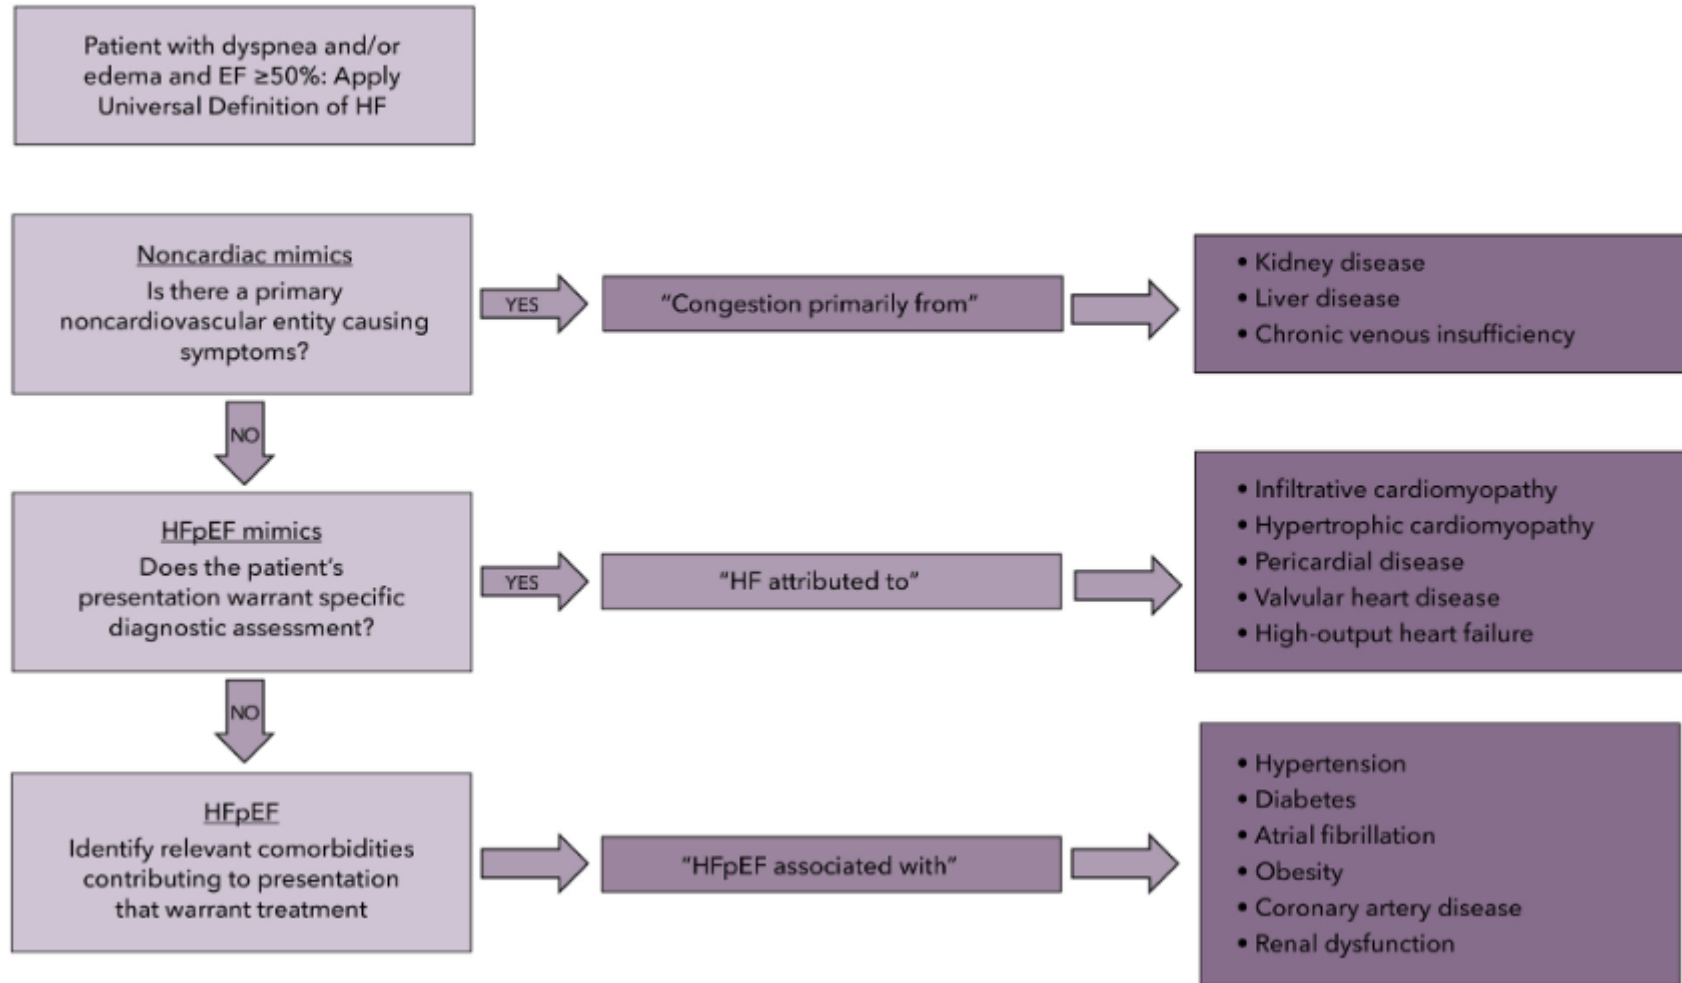 Patient with dyspnea and/or
edema and EF ≥50%: Apply
Universal Definition of HF
Noncardiac mimics
Is there a primary
noncardiovascular entity causing
symptoms?
YES
"Congestion primarily from"
• Kidney disease
• Liver disease
• Chronic venous insufficiency
NO
HFpEF mimics
Does the patient's
presentation warrant specific
diagnostic assessment?
YES
"HF attributed to"
• Infiltrative cardiomyopathy
• Hypertrophic cardiomyopathy
• Pericardial disease
• Valvular heart disease
• High-output heart failure
NO
HFpEF
Identify relevant comorbidities
contributing to presentation
that warrant treatment
"HFpEF associated with"
• Hypertension
• Diabetes
• Atrial fibrillation
• Obesity
• Coronary artery disease
• Renal dysfunction